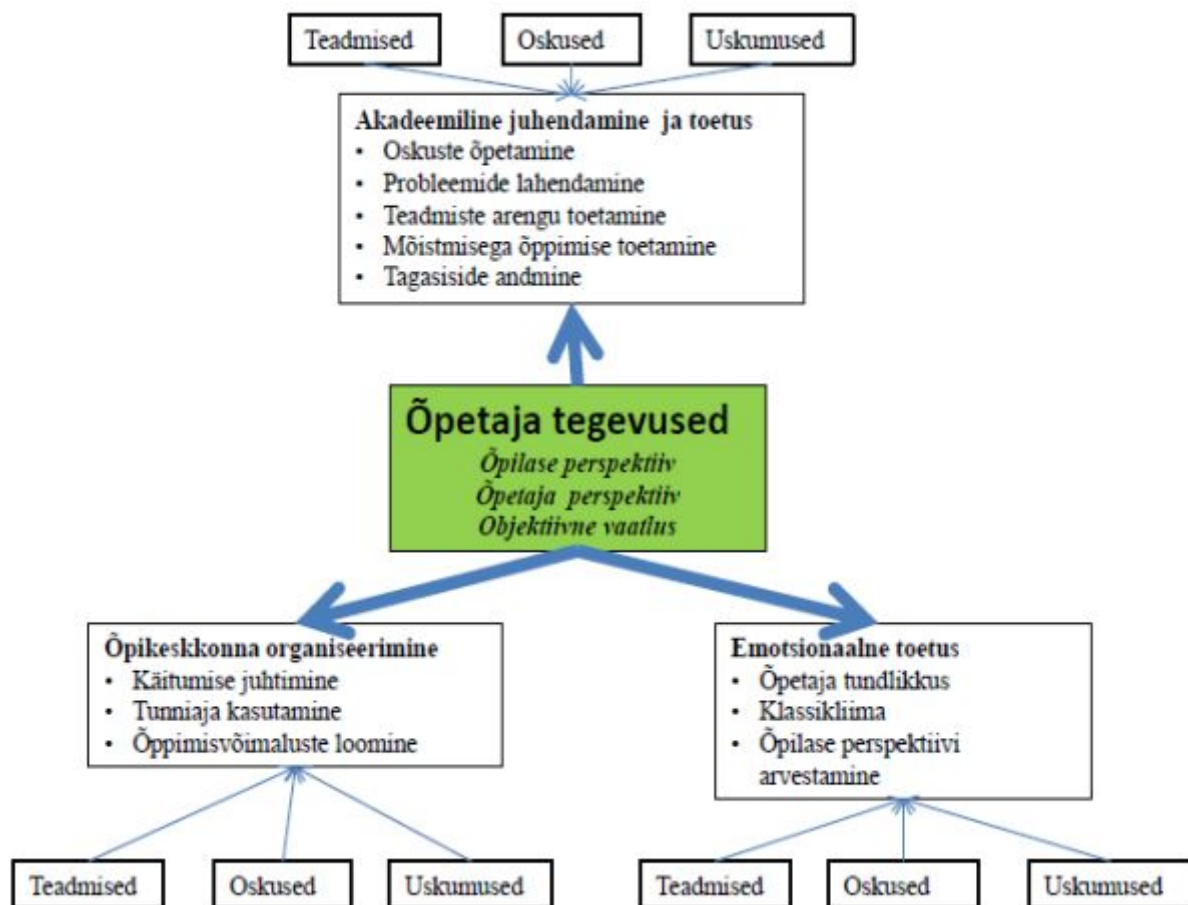 Teadmised
Oskused
Uskumused
Akadeemiline juhendamine ja toetus
• Oskuste õpetamine
• Probleemide lahendamine
• Teadmiste arengu toetamine
• Mõistmisega õppimise toetamine
• Tagasiside andmine
Õpetaja tegevused
Õpilase perspektiiv
Õpetaja perspektiiv
Objektiivne vaatlus
Õpikeskkonna organiseerimine
• Käitumise juhtimine
• Tunniaja kasutamine
• Õppimisvõimaluste loomine
Emotsionaalne toetus
• Õpetaja tundlikkus
• Klassikliima
• Õpilase perspektiivi
arvestamine
Teadmised
Oskused
Uskumused
Teadmised
Oskused
Uskumused